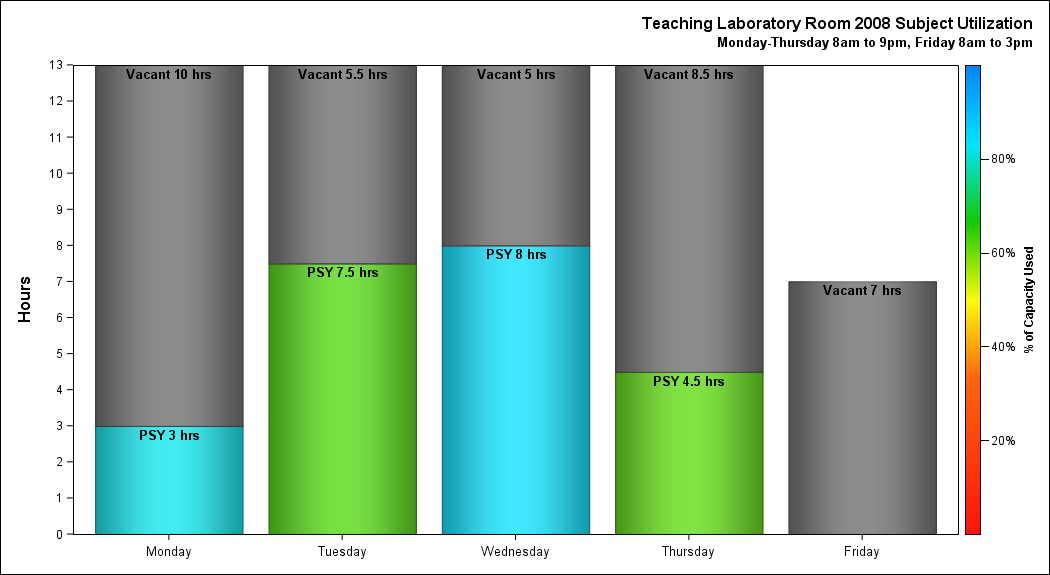 Teaching Laboratory Room 2008 Subject Utilization
Monday-Thursday 8am to 9pm, Friday 8am to 3pm
13
12
11
10
9
8
7
6
5
4
3
2
1
0
Hours
Vacant 10 hrs
PSY 3 hrs
Vacant 5.5 hrs
PSY 7.5 hrs
Vacant 5 hrs
PSY 8 hrs
Vacant 8.5 hrs
PSY 4.5 hrs
Vacant 7 hrs
Monday
Tuesday
Wednesday
Thursday
Friday
80%
60%
40%
20%
% of Capacity Used